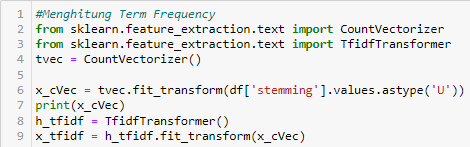 1 #Menghitung Term Frequency
2 from sklearn.feature_extraction.text import CountVectorizer
3 from sklearn.feature_extraction.text import TfidfTransformer
4 tvec = CountVectorizer()
5
6 x_cVec = tvec.fit_transform(df['stemming'].values.astype('U'))
7 print(x_cVec)
8 h_tfidf = TfidfTransformer()
9 x_tfidf = h_tfidf.fit_transform(x_cVec)